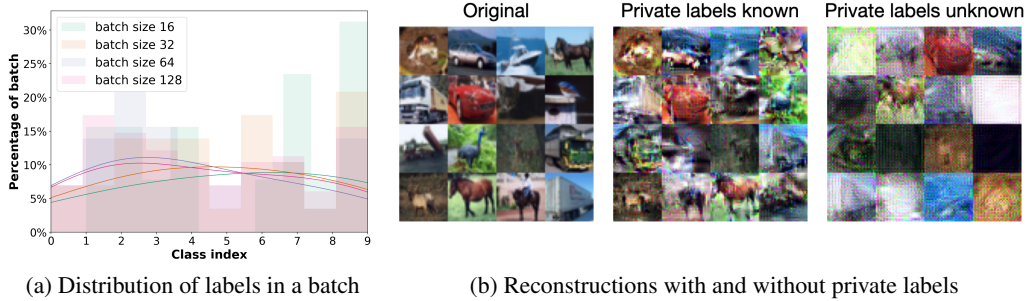 Percentage of batch
30%
25%
20%
15%
10%
5%
0%
batch size 16
batch size 32
batch size 64
batch size 128
0 1 2 3 4 5 6 7 8 9
Class index
(a) Distribution of labels in a batch
Original
Private labels known
Private labels unknown
(b) Reconstructions with and without private labels